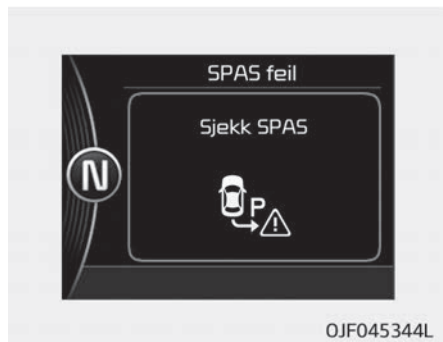 SPAS feil
Sjekk SPAS
N
P
OJF045344L